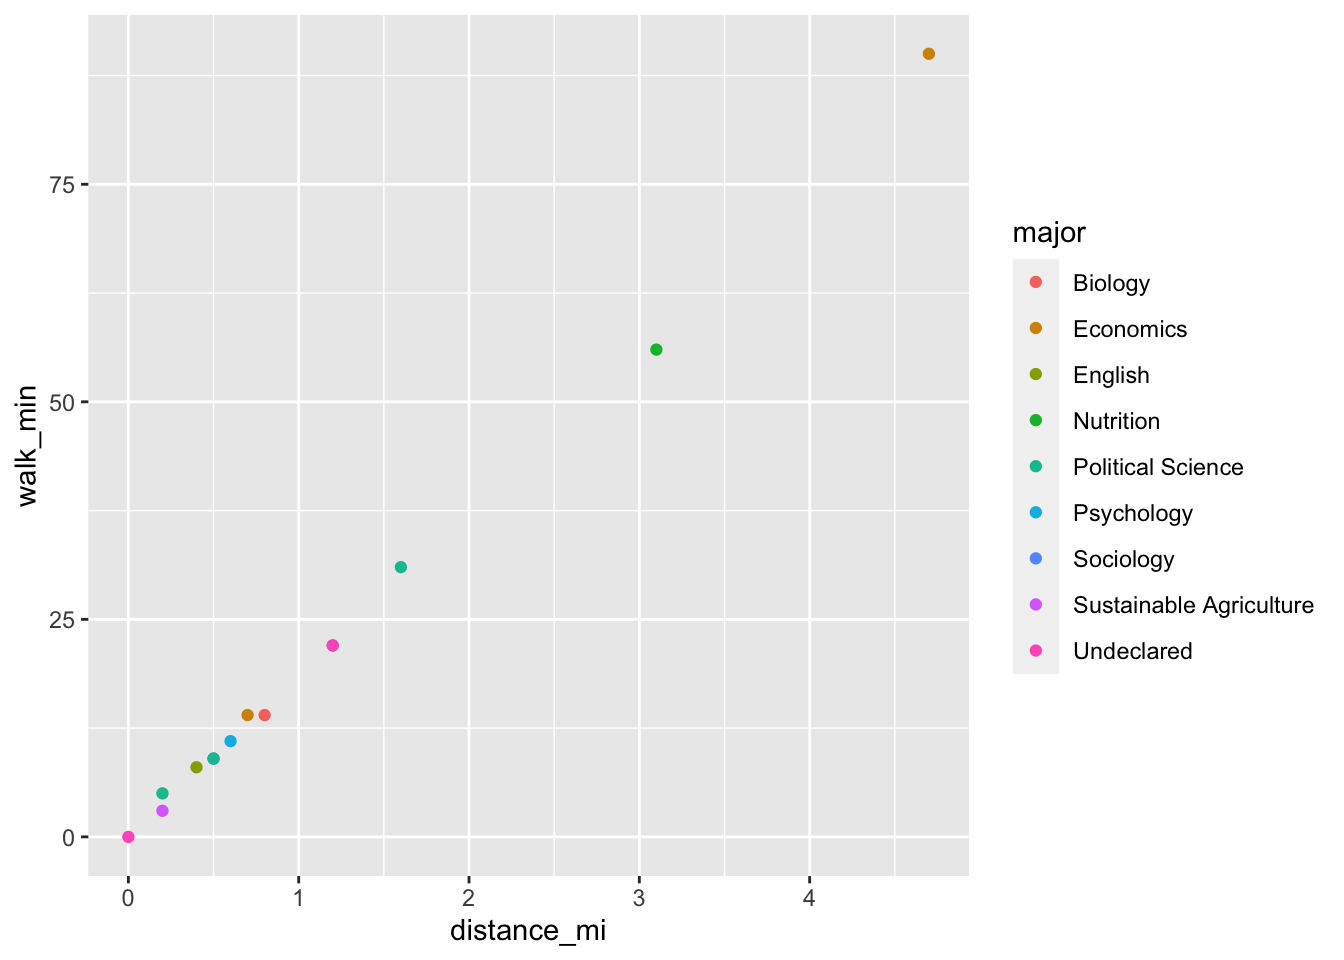 75
50
25
0
walk_min
0 1 2 3 4
distance_mi
major
Biology
Economics
English
Nutrition
Political Science
Psychology
Sociology
Sustainable Agriculture
Undeclared